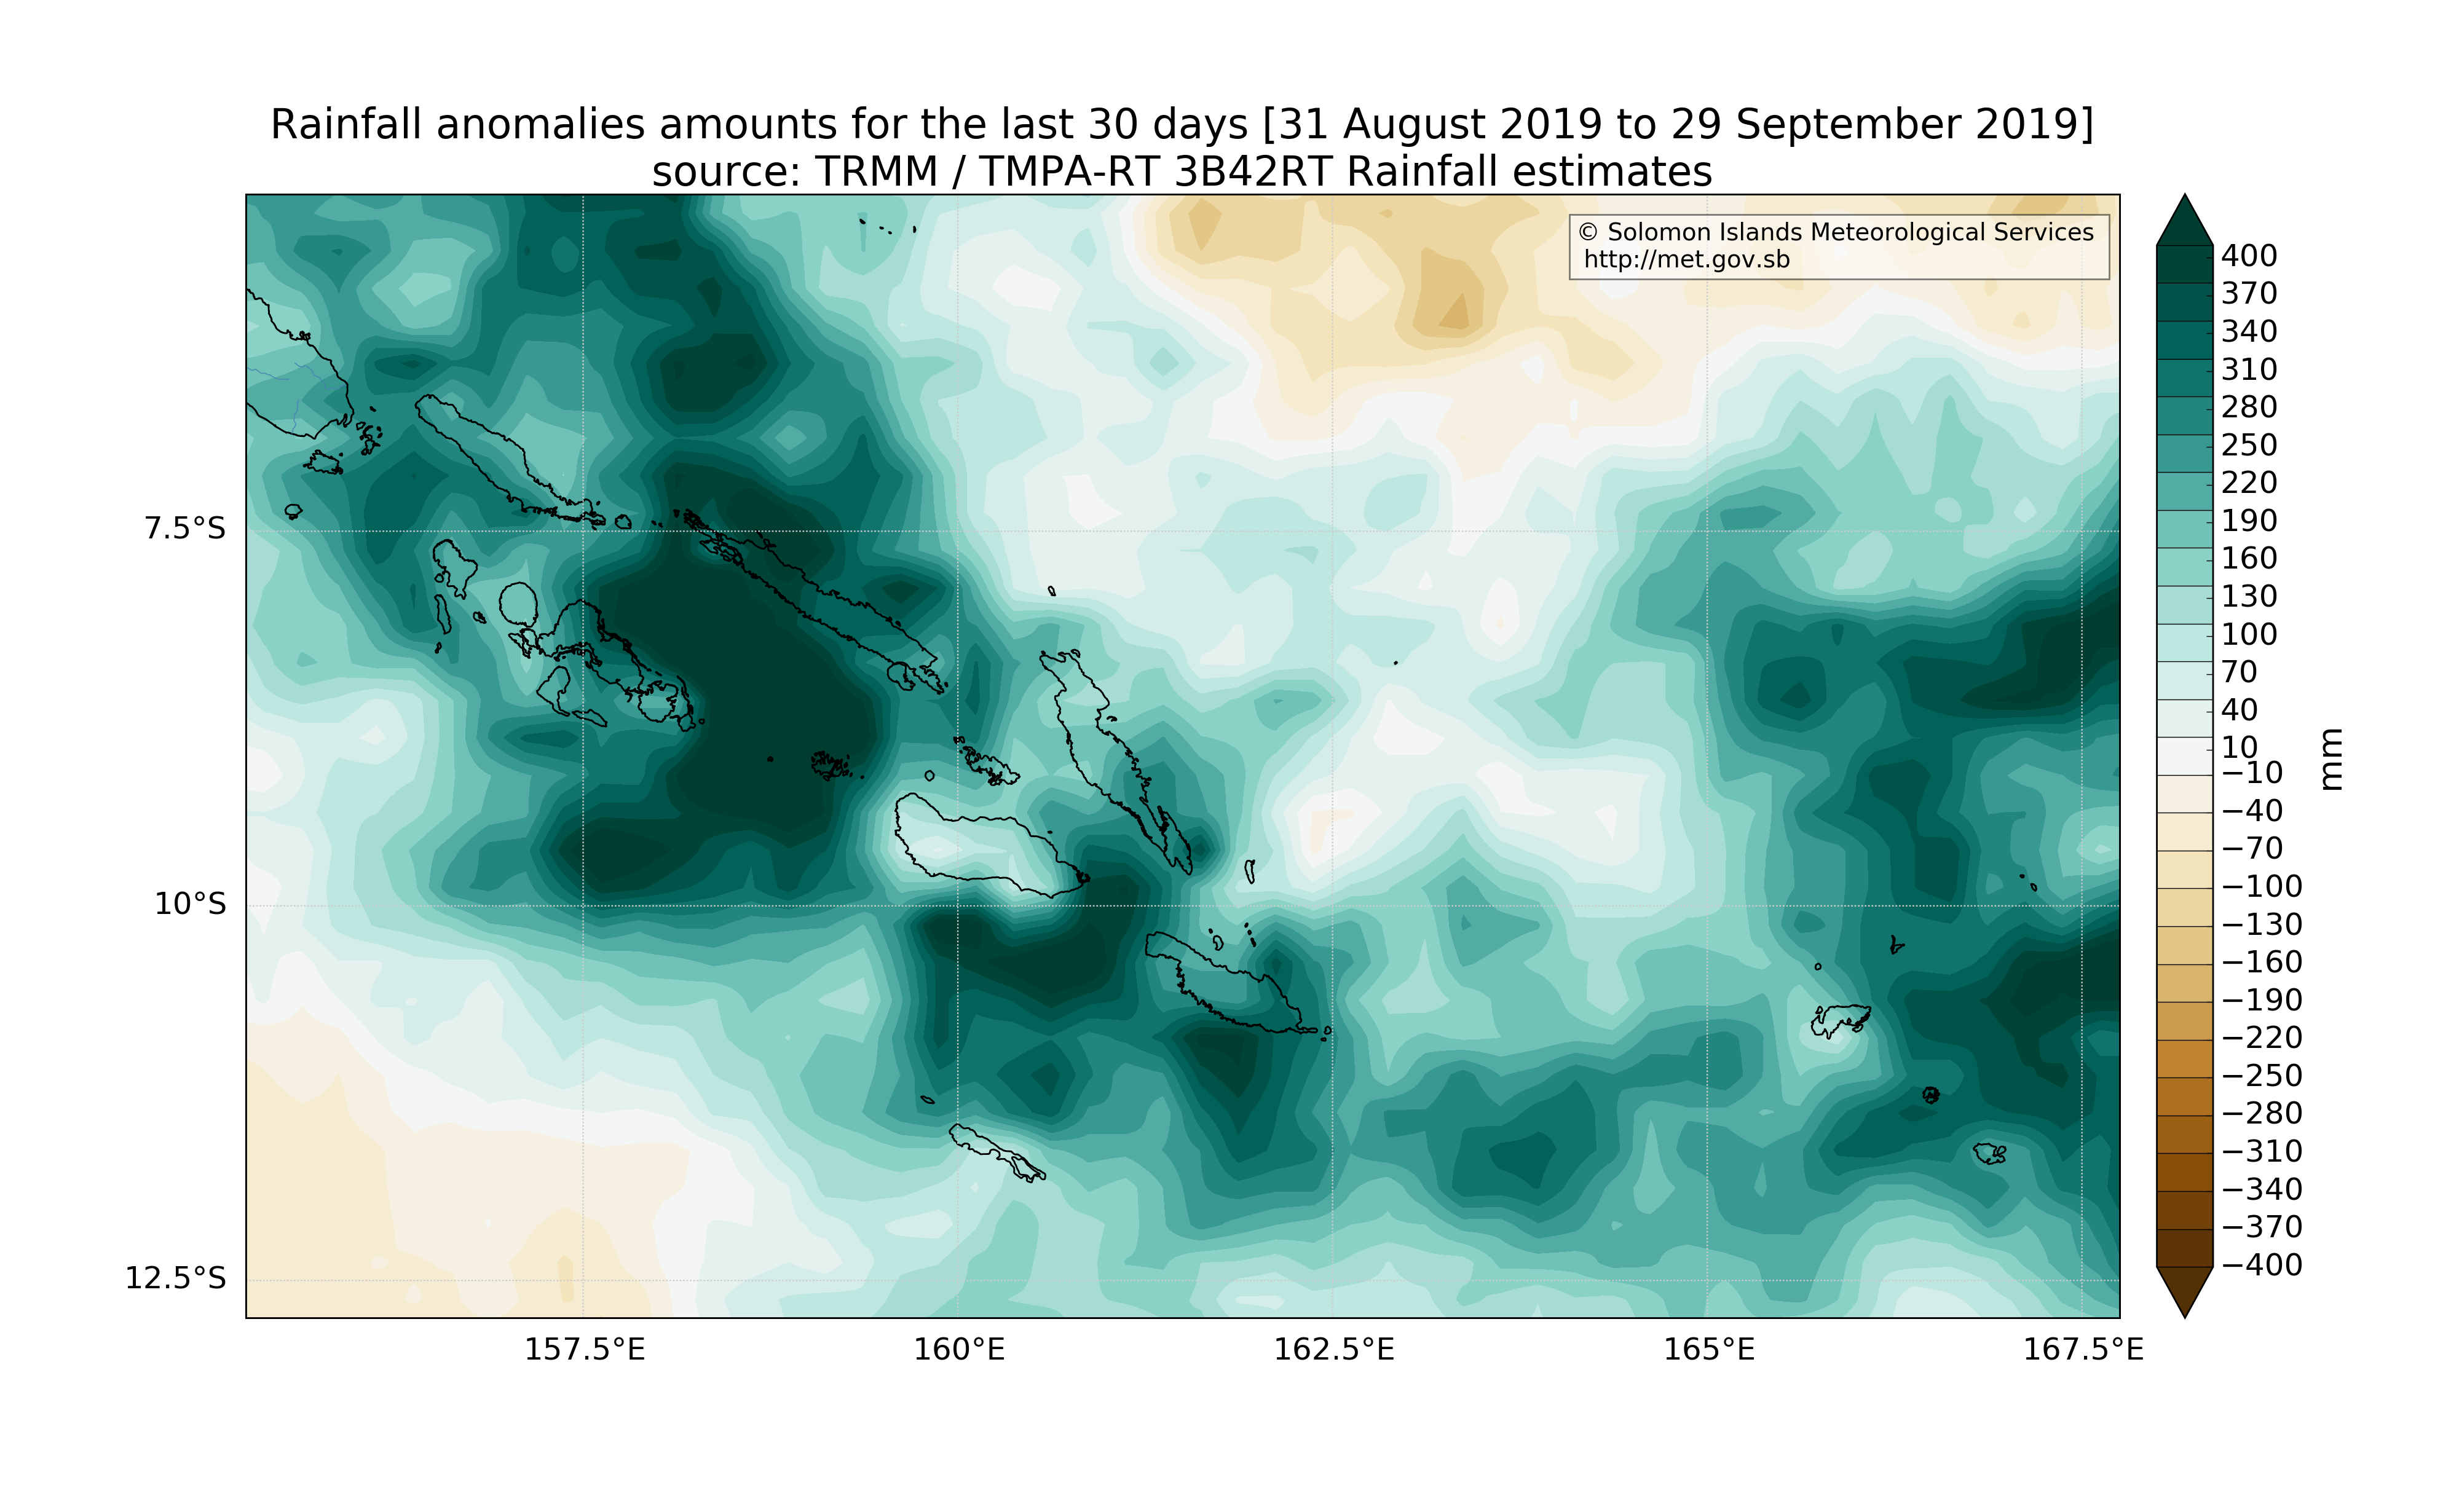 Rainfall anomalies amounts for the last 30 days [31 August 2019 to 29 September 2019]
source: TRMM / TMPA-RT 3B42RT Rainfall estimates
© Solomon Islands Meteorological Services
http://met.gov.sb
7.5°S
10°S
12.5°S
157.5°E
160°E
162.5°E
165°E
167.5°E
400
370
340
310
280
250
220
190
160
130
100
70
40
10
−10
−40
−70
−100
−130
−160
−190
−220
−250
−280
−310
−340
−370
−400
mm